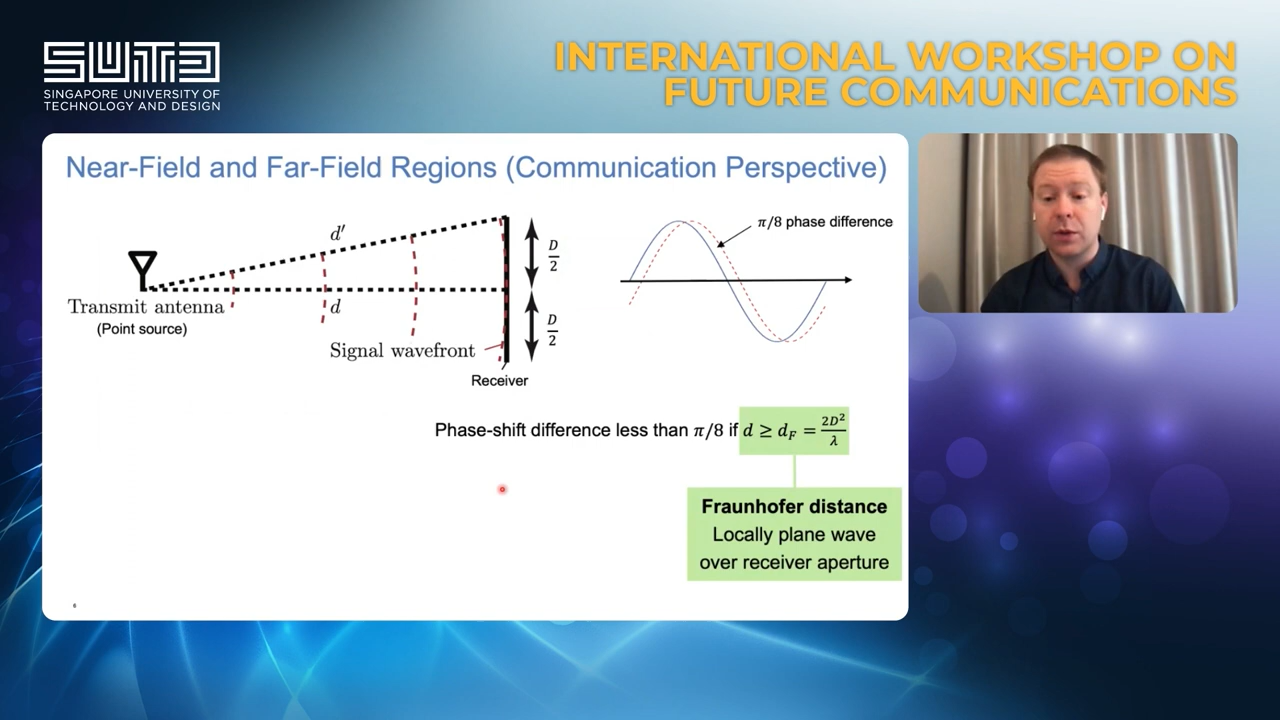 SUTD
SINGAPORE UNIVERSITY OF
TECHNOLOGY AND DESIGN
INTERNATIONAL WORKSHOP ON
FUTURE COMMUNICATIONS
Near-Field and Far-Field Regions (Communication Perspective)
d′
D/2
d
D/2
Transmit antenna
(Point source)
Signal wavefront
Receiver
π/8 phase difference
Phase-shift difference less than π/8 if d ≥ d_F = 2D²/λ
Fraunhofer distance
Locally plane wave
over receiver aperture
6